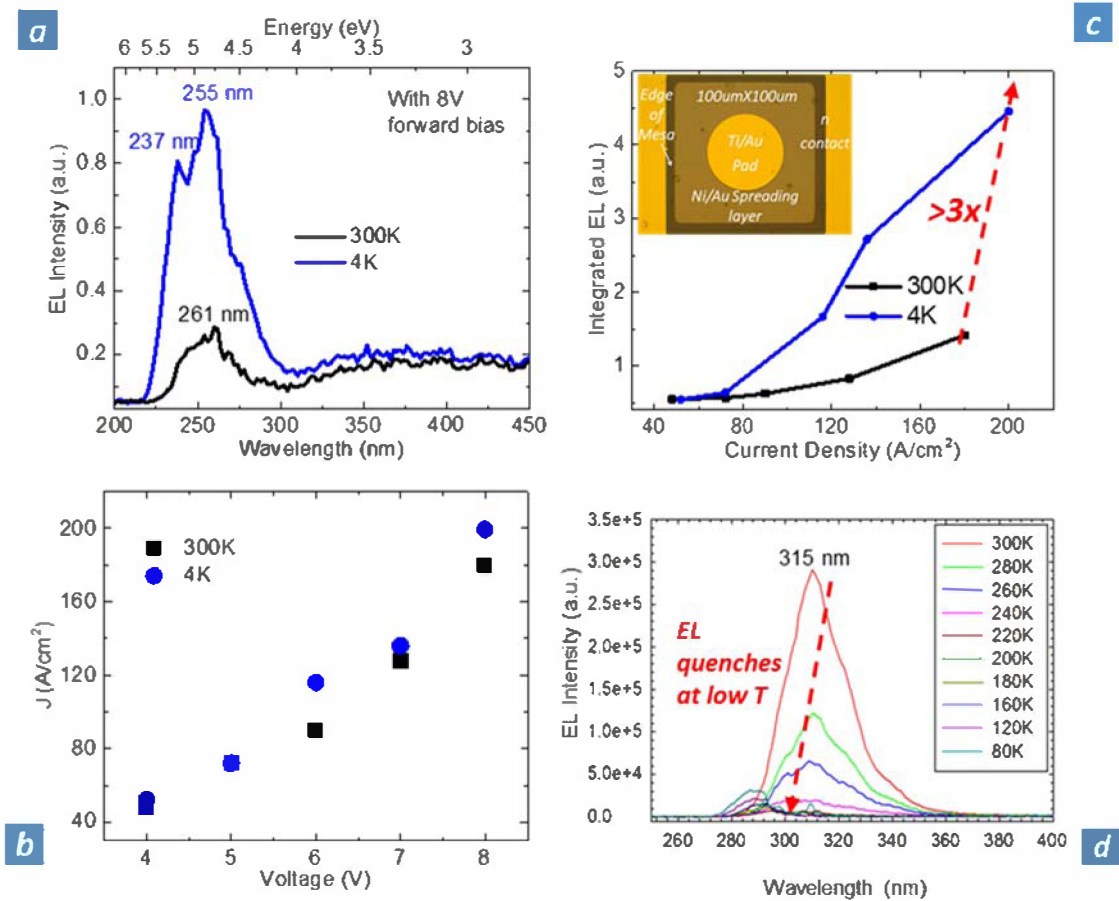 a
Energy (eV)
6 5.5 5 4.5 4 3.5 3
255 nm
237 nm
261 nm
With 8V
forward bias
300K
4K
EL Intensity (a.u.)
1.0
0.8
0.6
0.4
0.2
200 250 300 350 400 450
Wavelength (nm)
c
Integrated EL (a.u.)
5
4
3
2
1
Edge
of
Mesa
100umX100um
n
contact
Ti/Au
Pad
Ni/Au Spreading
layer
>3x
300K
4K
40 80 120 160 200
Current Density (A/cm²)
b
J (A/cm²)
200
160
120
80
40
300K
4K
4 5 6 7 8
Voltage (V)
d
EL Intensity (a.u.)
3.5e+5
3.0e+5
2.5e+5
2.0e+5
1.5e+5
1.0e+5
5.0e+4
0.0
315 nm
EL
quenches
at low T
300K
280K
260K
240K
220K
200K
180K
160K
120K
80K
260 280 300 320 340 360 380 400
Wavelength (nm)